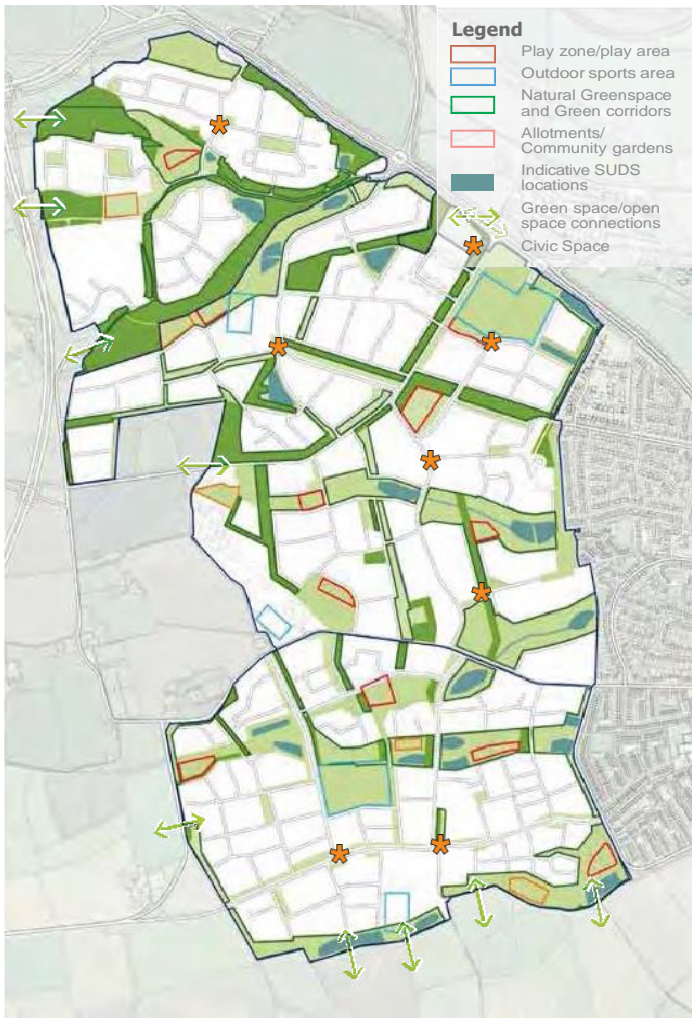 Legend
Play zone/play area
Outdoor sports area
Natural Greenspace
and Green corridors
Allotments/
Community gardens
Indicative SUDS
locations
Green space/open
space connections
Civic Space